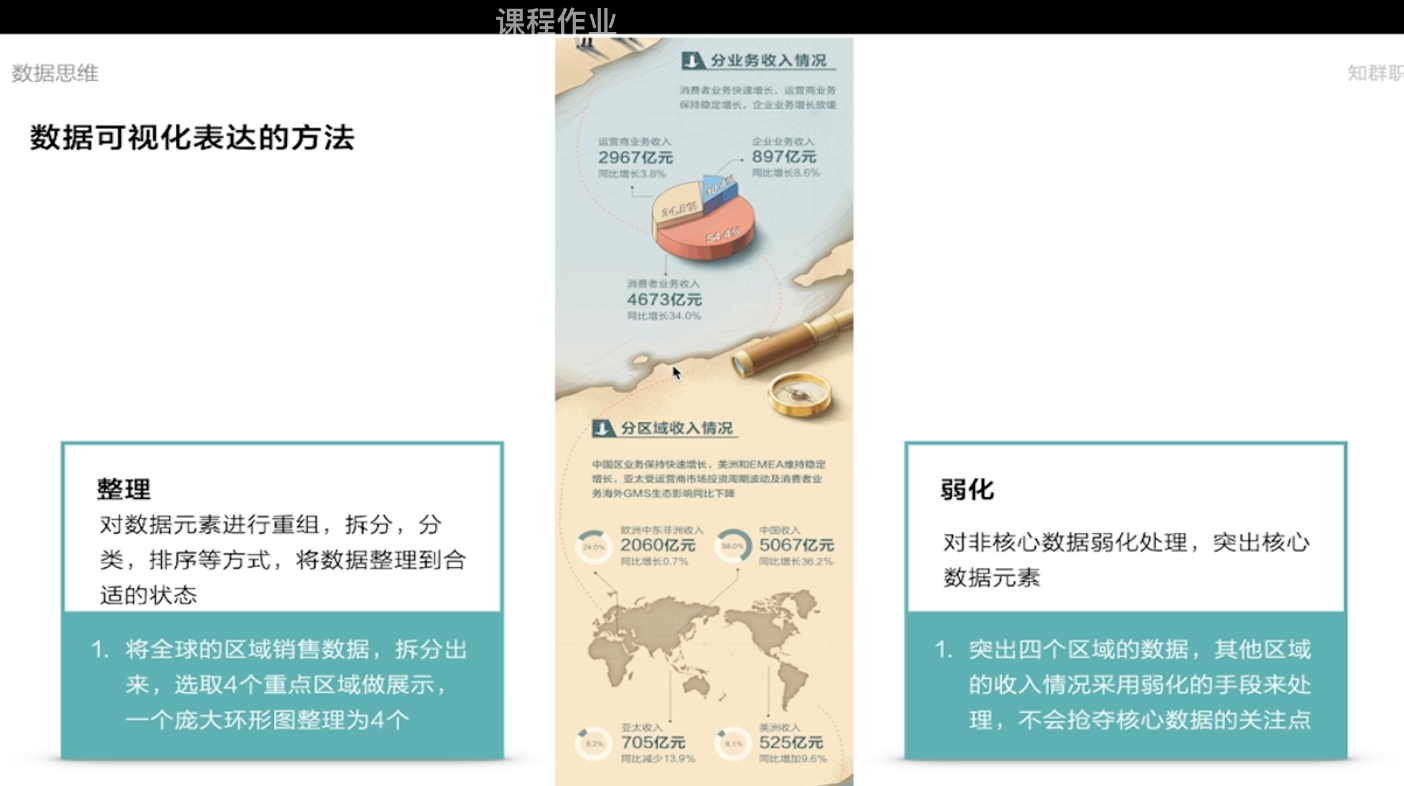 课程作业
数据思维
知群职
数据可视化表达的方法
分业务收入情况
消费者业务快速增长，运营商业务
保持稳定增长，企业业务增长放缓
运营商业务收入
2967亿元
同比增长3.8%
企业业务收入
897亿元
同比增长8.6%
54.4%
消费者业务收入
4673亿元
同比增长34.0%
分区域收入情况
中国区业务保持快速增长、美洲和EMEA维持稳定
增长，亚太受运营商市场投资周期波动及消费者业
务海外GMS生态影响同比下降
24.0%
欧洲中东非洲收入
2060亿元
同比增长0.7%
59.0%
中国收入
5067亿元
同比增长36.2%
8.2%
亚太收入
705亿元
同比减少13.9%
6.1%
美洲收入
525亿元
同比增加9.6%
整理
对数据元素进行重组，拆分，分
类，排序等方式，将数据整理到合
适的状态
1. 将全球的区域销售数据，拆分出
来，选取4个重点区域做展示，
一个庞大环形图整理为4个
弱化
对非核心数据弱化处理，突出核心
数据元素
1. 突出四个区域的数据，其他区域
的收入情况采用弱化的手段来处
理，不会抢夺核心数据的关注点